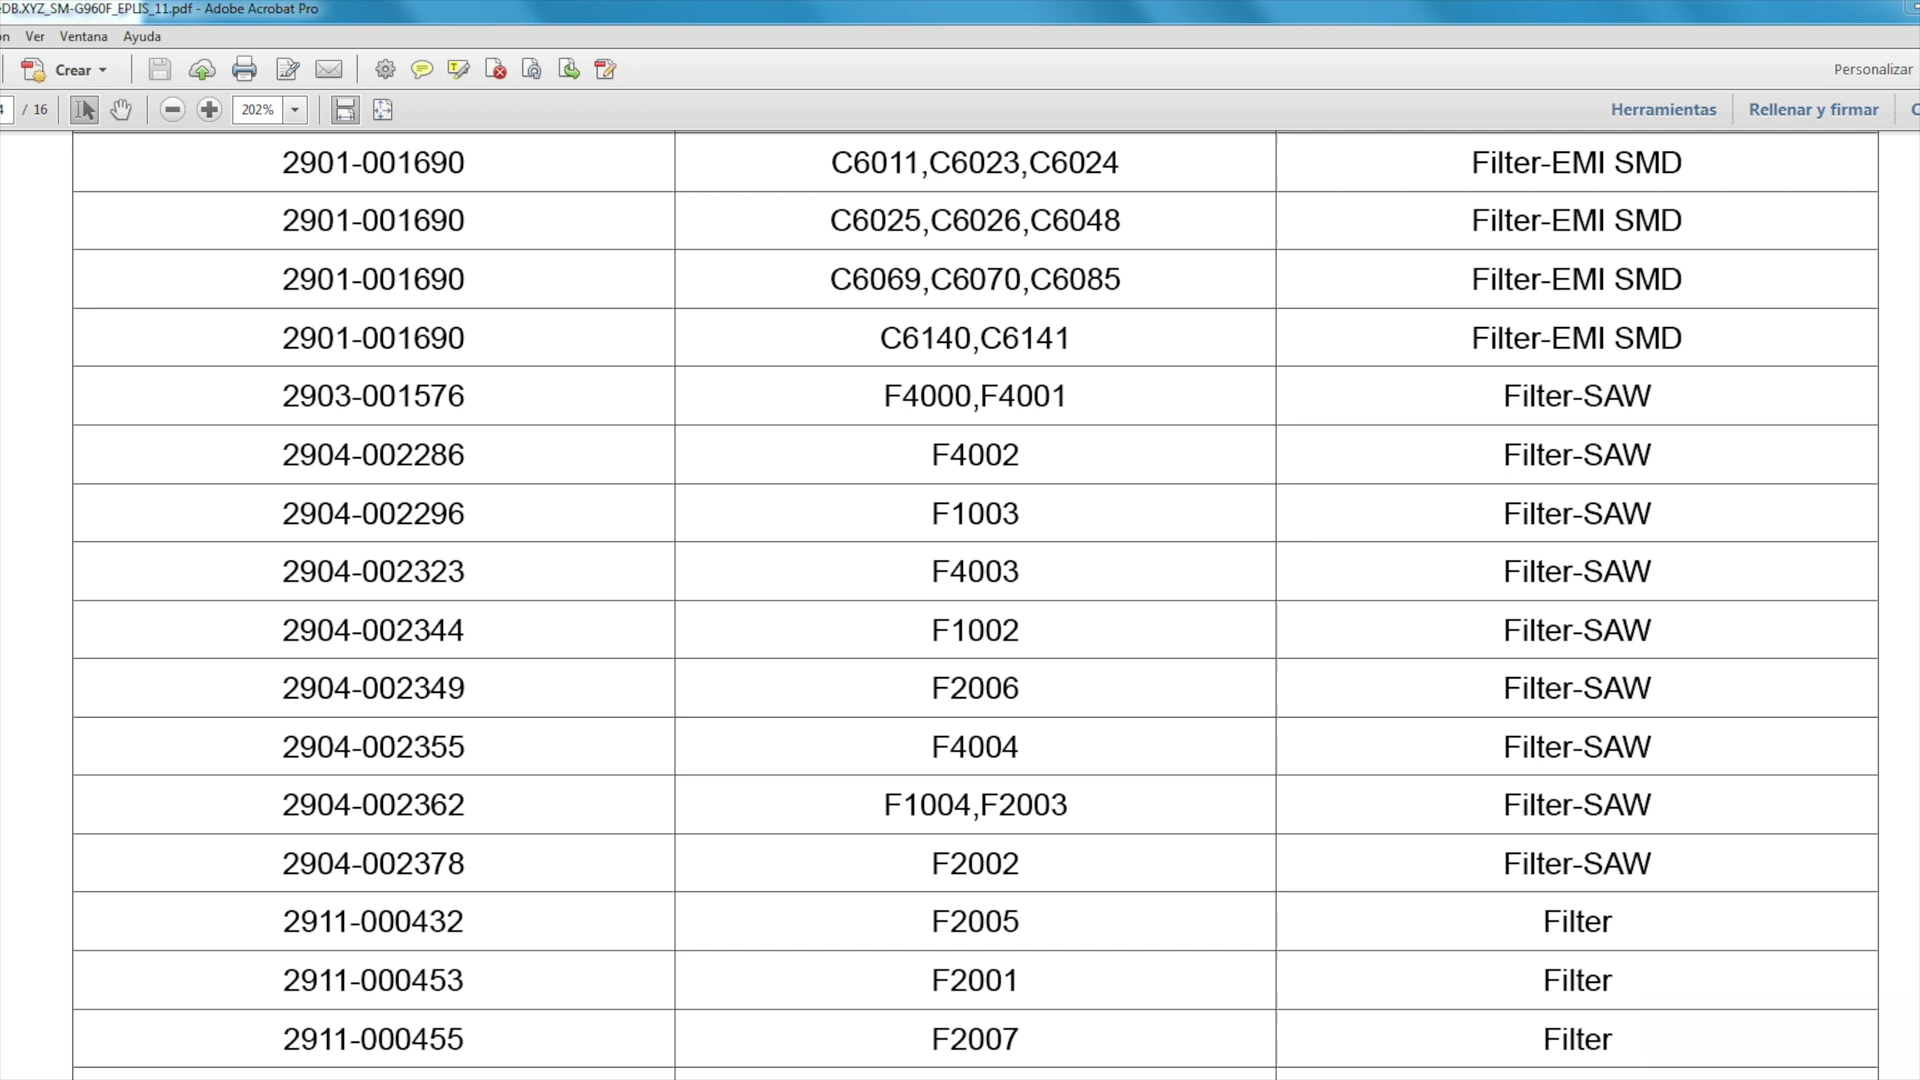 DB.XYZ_SM-G960F_EPLIS_11.pdf - Adobe Acrobat Pro
ón Ver Ventana Ayuda
Crear Personalizar
/ 16 202% Herramientas Rellenar y firmar
2901-001690 C6011,C6023,C6024 Filter-EMI SMD
2901-001690 C6025,C6026,C6048 Filter-EMI SMD
2901-001690 C6069,C6070,C6085 Filter-EMI SMD
2901-001690 C6140,C6141 Filter-EMI SMD
2903-001576 F4000,F4001 Filter-SAW
2904-002286 F4002 Filter-SAW
2904-002296 F1003 Filter-SAW
2904-002323 F4003 Filter-SAW
2904-002344 F1002 Filter-SAW
2904-002349 F2006 Filter-SAW
2904-002355 F4004 Filter-SAW
2904-002362 F1004,F2003 Filter-SAW
2904-002378 F2002 Filter-SAW
2911-000432 F2005 Filter
2911-000453 F2001 Filter
2911-000455 F2007 Filter